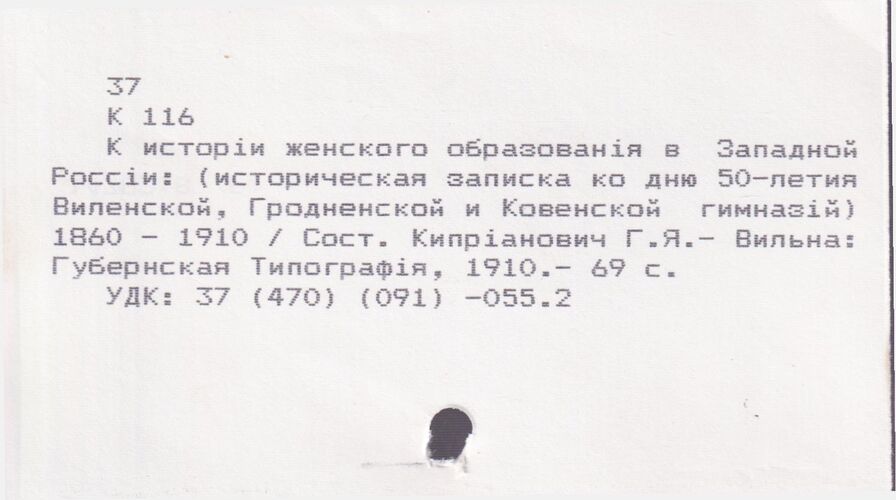 37
К 116
К исторіи женского образованія в Западной
Россіи: (историческая записка ко дню 50-летия
Виленской, Гродненской и Ковенской гимназій)
1860 - 1910 / Сост. Кипріанович Г.Я.- Вильна:
Губернская Типографія, 1910.- 69 с.
УДК: 37 (470) (091) -055.2